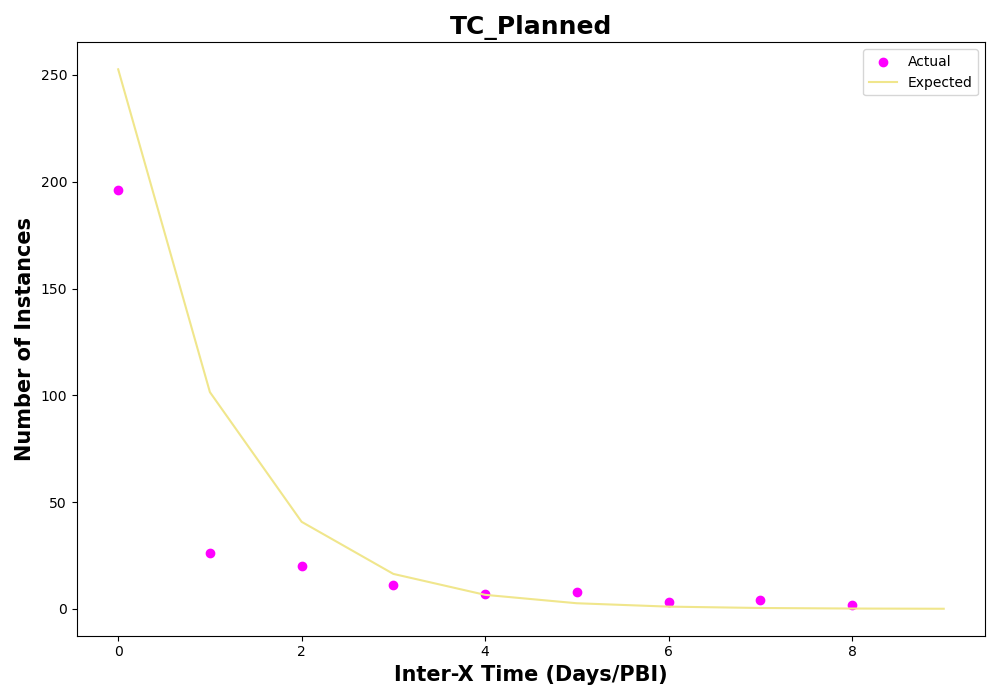 TC_Planned
Actual
Expected
Number of Instances
250
200
150
100
50
0
0 2 4 6 8
Inter-X Time (Days/PBI)